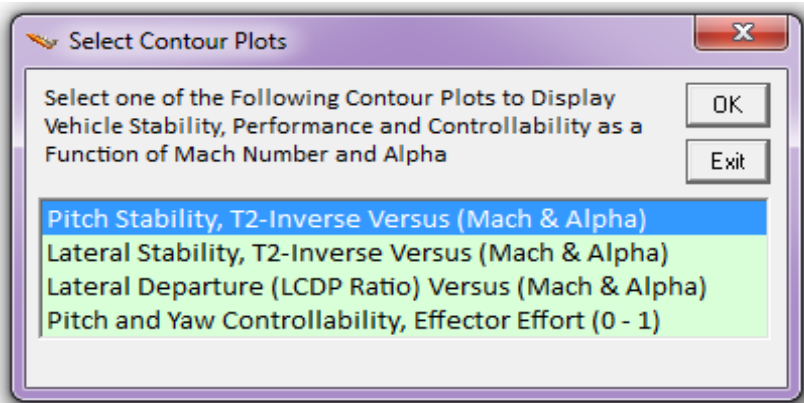 Select Contour Plots
Select one of the Following Contour Plots to Display
Vehicle Stability, Performance and Controllability as a
Function of Mach Number and Alpha
OK
Exit
Pitch Stability, T2-Inverse Versus (Mach & Alpha)
Lateral Stability, T2-Inverse Versus (Mach & Alpha)
Lateral Departure (LCDP Ratio) Versus (Mach & Alpha)
Pitch and Yaw Controllability, Effector Effort (0 - 1)